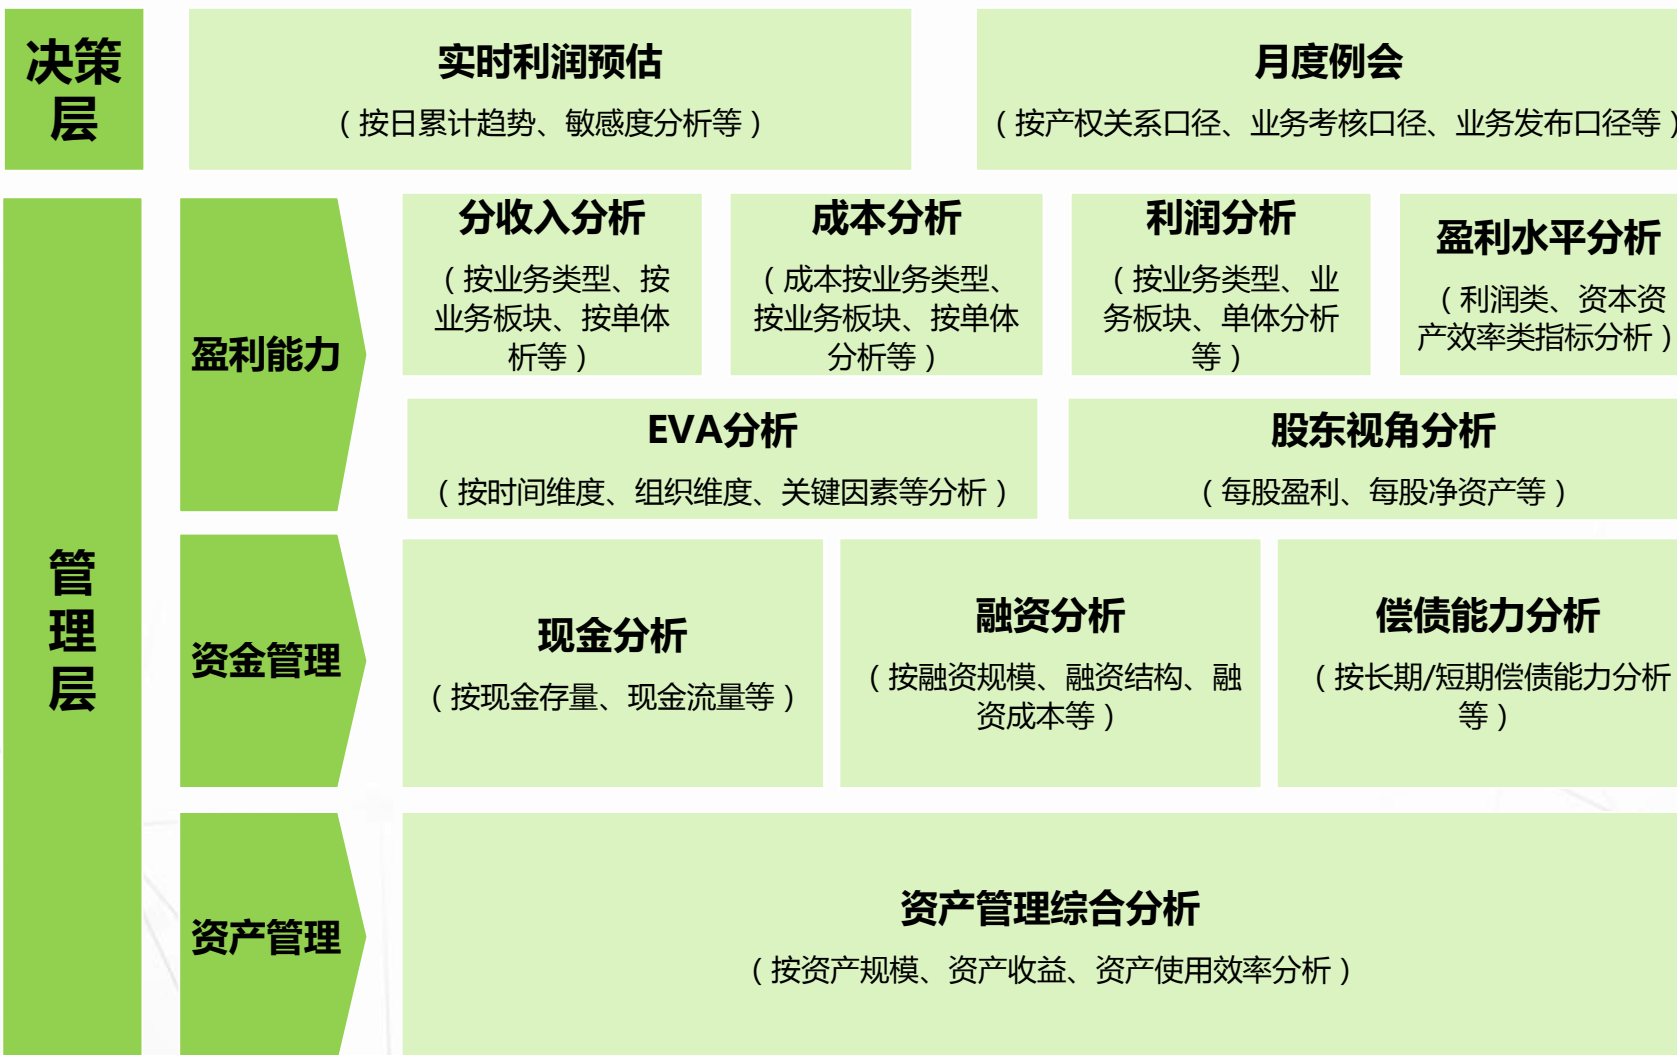 决策
层
实时利润预估
（按日累计趋势、敏感度分析等）
月度例会
（按产权关系口径、业务考核口径、业务发布口径等）
管
理
层
盈利能力
分收入分析
（按业务类型、按
业务板块、按单体
析等）
成本分析
（成本按业务类型、
按业务板块、按单体
分析等）
利润分析
（按业务类型、业
务板块、单体分析
等）
盈利水平分析
（利润类、资本资
产效率类指标分析）
EVA分析
（按时间维度、组织维度、关键因素等分析）
股东视角分析
（每股盈利、每股净资产等）
资金管理
现金分析
（按现金存量、现金流量等）
融资分析
（按融资规模、融资结构、融
资成本等）
偿债能力分析
（按长期/短期偿债能力分析
等）
资产管理
资产管理综合分析
（按资产规模、资产收益、资产使用效率分析）